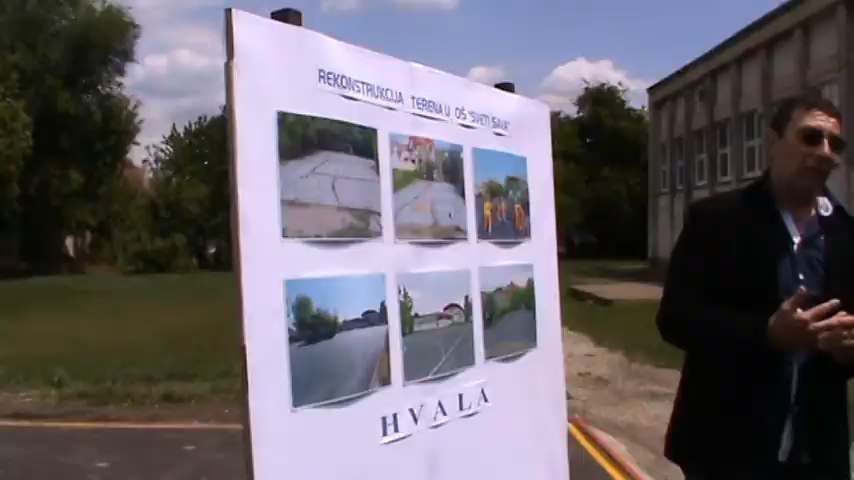 REKONSTRUKCIJA TERENA U OŠ "SVETI SAVA"
HVALA